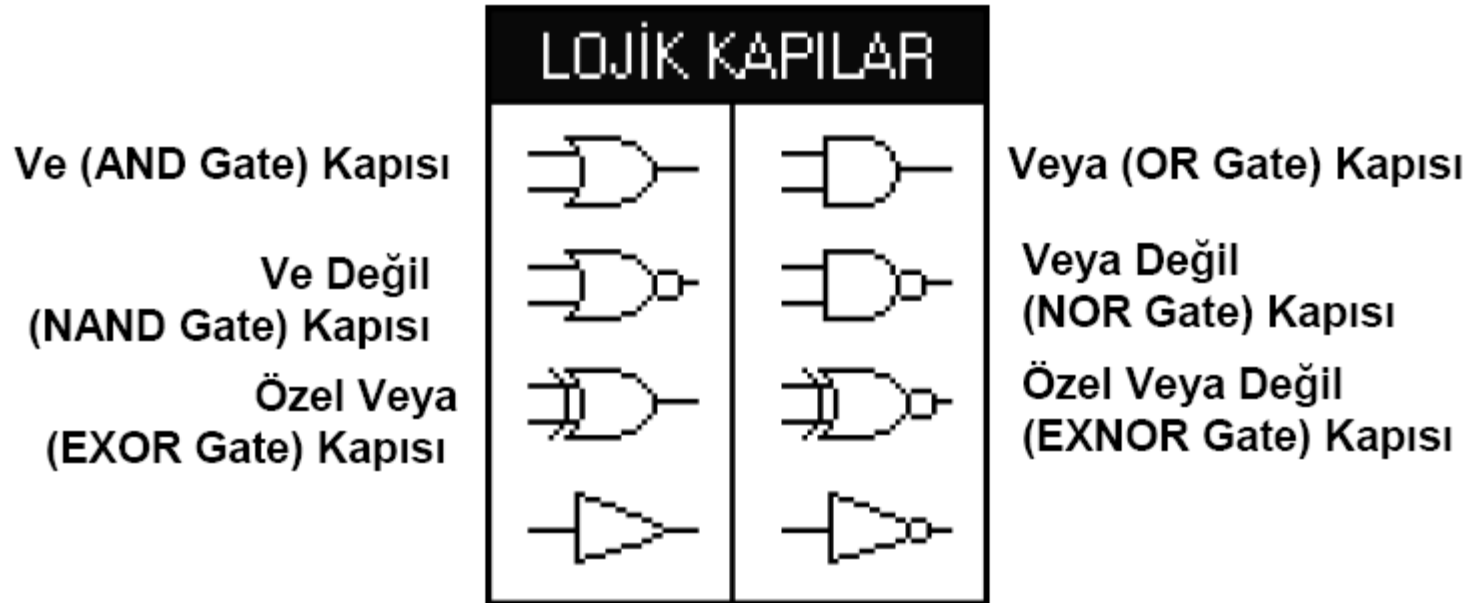 LOJİK KAPILAR
Ve (AND Gate) Kapısı
Veya (OR Gate) Kapısı
Ve Değil
(NAND Gate) Kapısı
Veya Değil
(NOR Gate) Kapısı
Özel Veya
(EXOR Gate) Kapısı
Özel Veya Değil
(EXNOR Gate) Kapısı